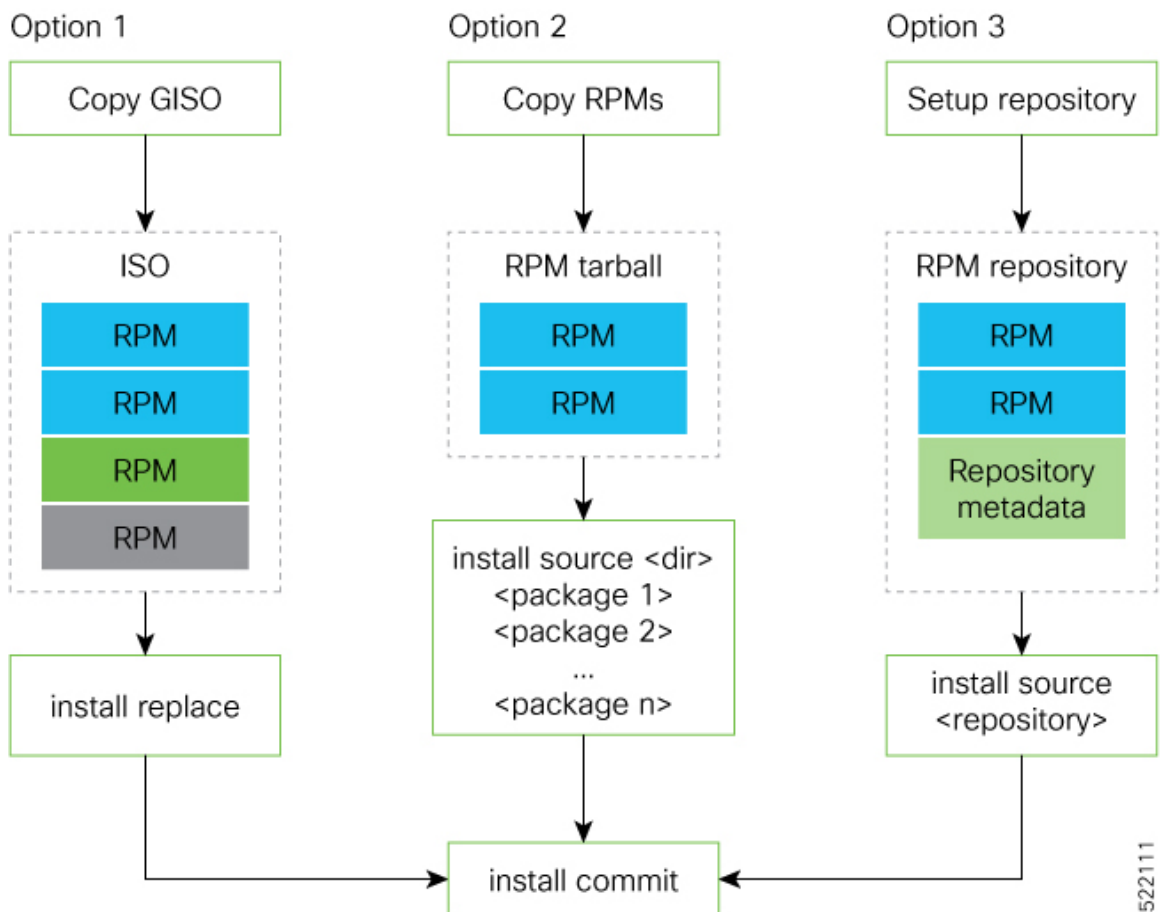 Option 1
Copy GISO
ISO
RPM
RPM
RPM
RPM
install replace
Option 2
Copy RPMs
RPM tarball
RPM
RPM
install source <dir>
<package 1>
<package 2>
...
<package n>
Option 3
Setup repository
RPM repository
RPM
RPM
Repository
metadata
install source
<repository>
install commit
522111